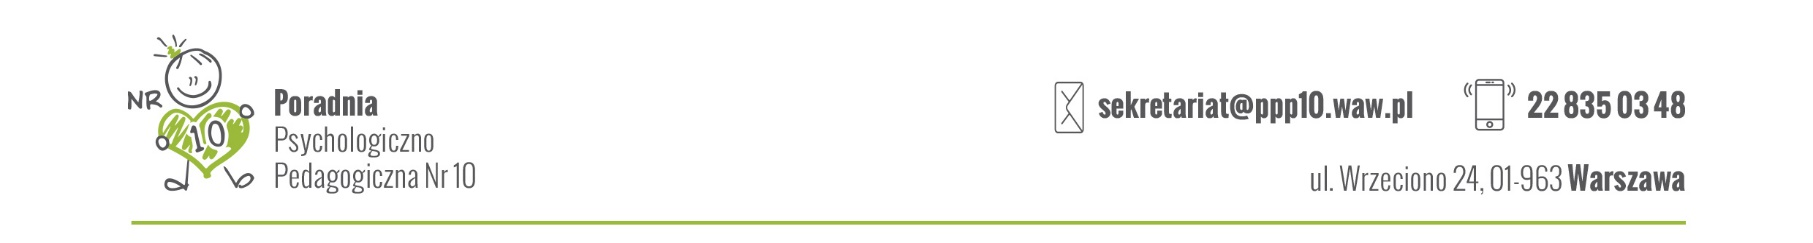 NR
10
Poradnia
Psychologiczno
Pedagogiczna Nr 10
sekretariat@ppp10.waw.pl
22 835 03 48
ul. Wrzeciono 24, 01-963 Warszawa